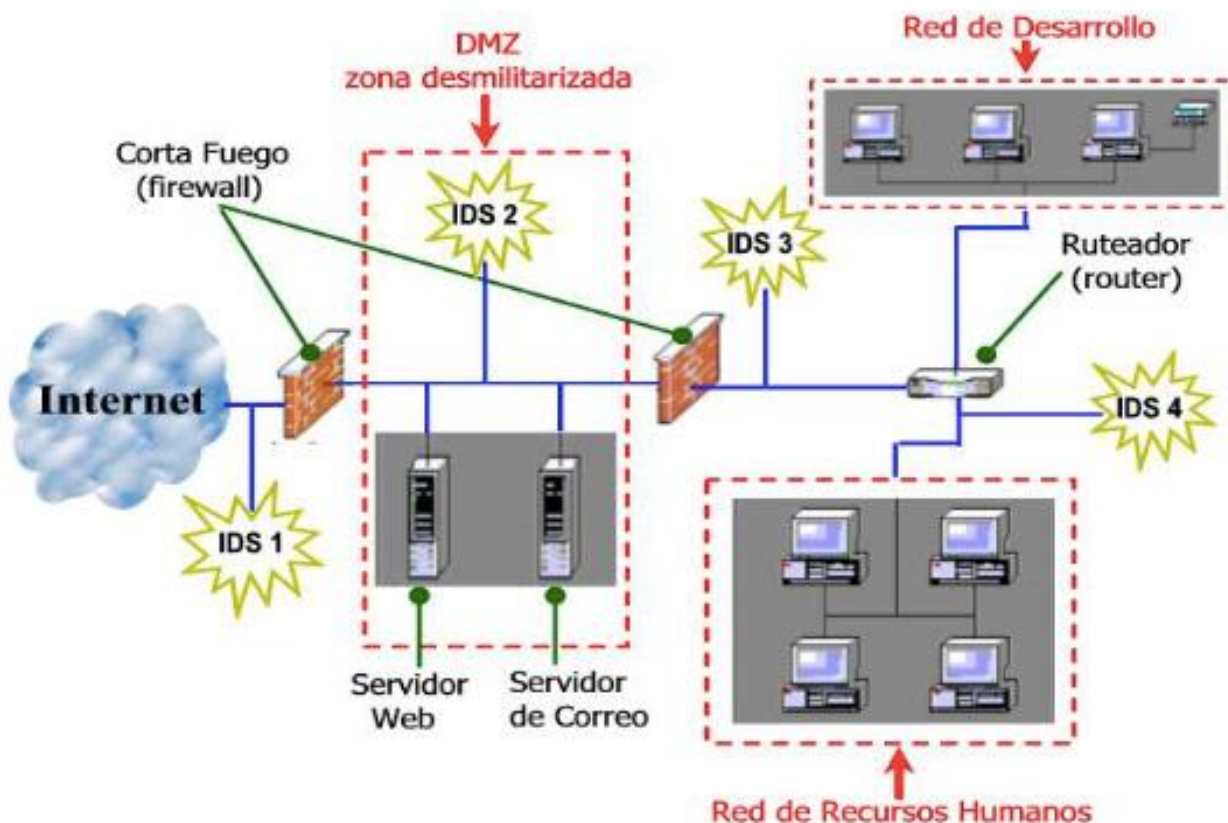 DMZ
zona desmilitarizada
Red de Desarrollo
Corta Fuego
(firewall)
IDS 2
IDS 3
Ruteador
(router)
Internet
IDS 4
IDS 1
Servidor
Web
Servidor
de Correo
Red de Recursos Humanos